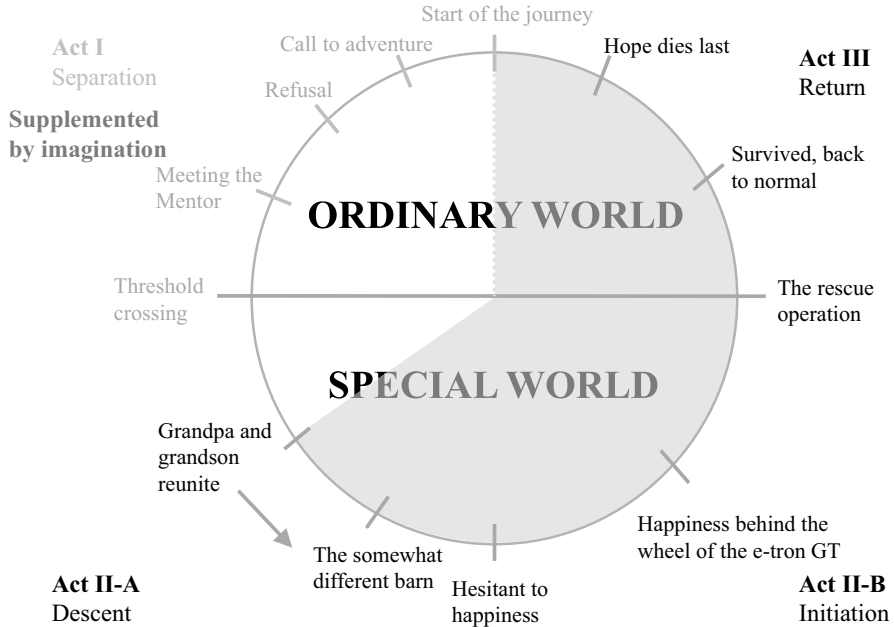 Start of the journey
Call to adventure
Hope dies last
Act I
Separation
Act III
Return
Refusal
Supplemented
by imagination
Survived, back
to normal
Meeting the
Mentor
ORDINARY WORLD
Threshold
crossing
The rescue
operation
SPECIAL WORLD
Grandpa and
grandson
reunite
Happiness behind the
wheel of the e-tron GT
The somewhat
different barn
Hesitant to
happiness
Act II-A
Descent
Act II-B
Initiation